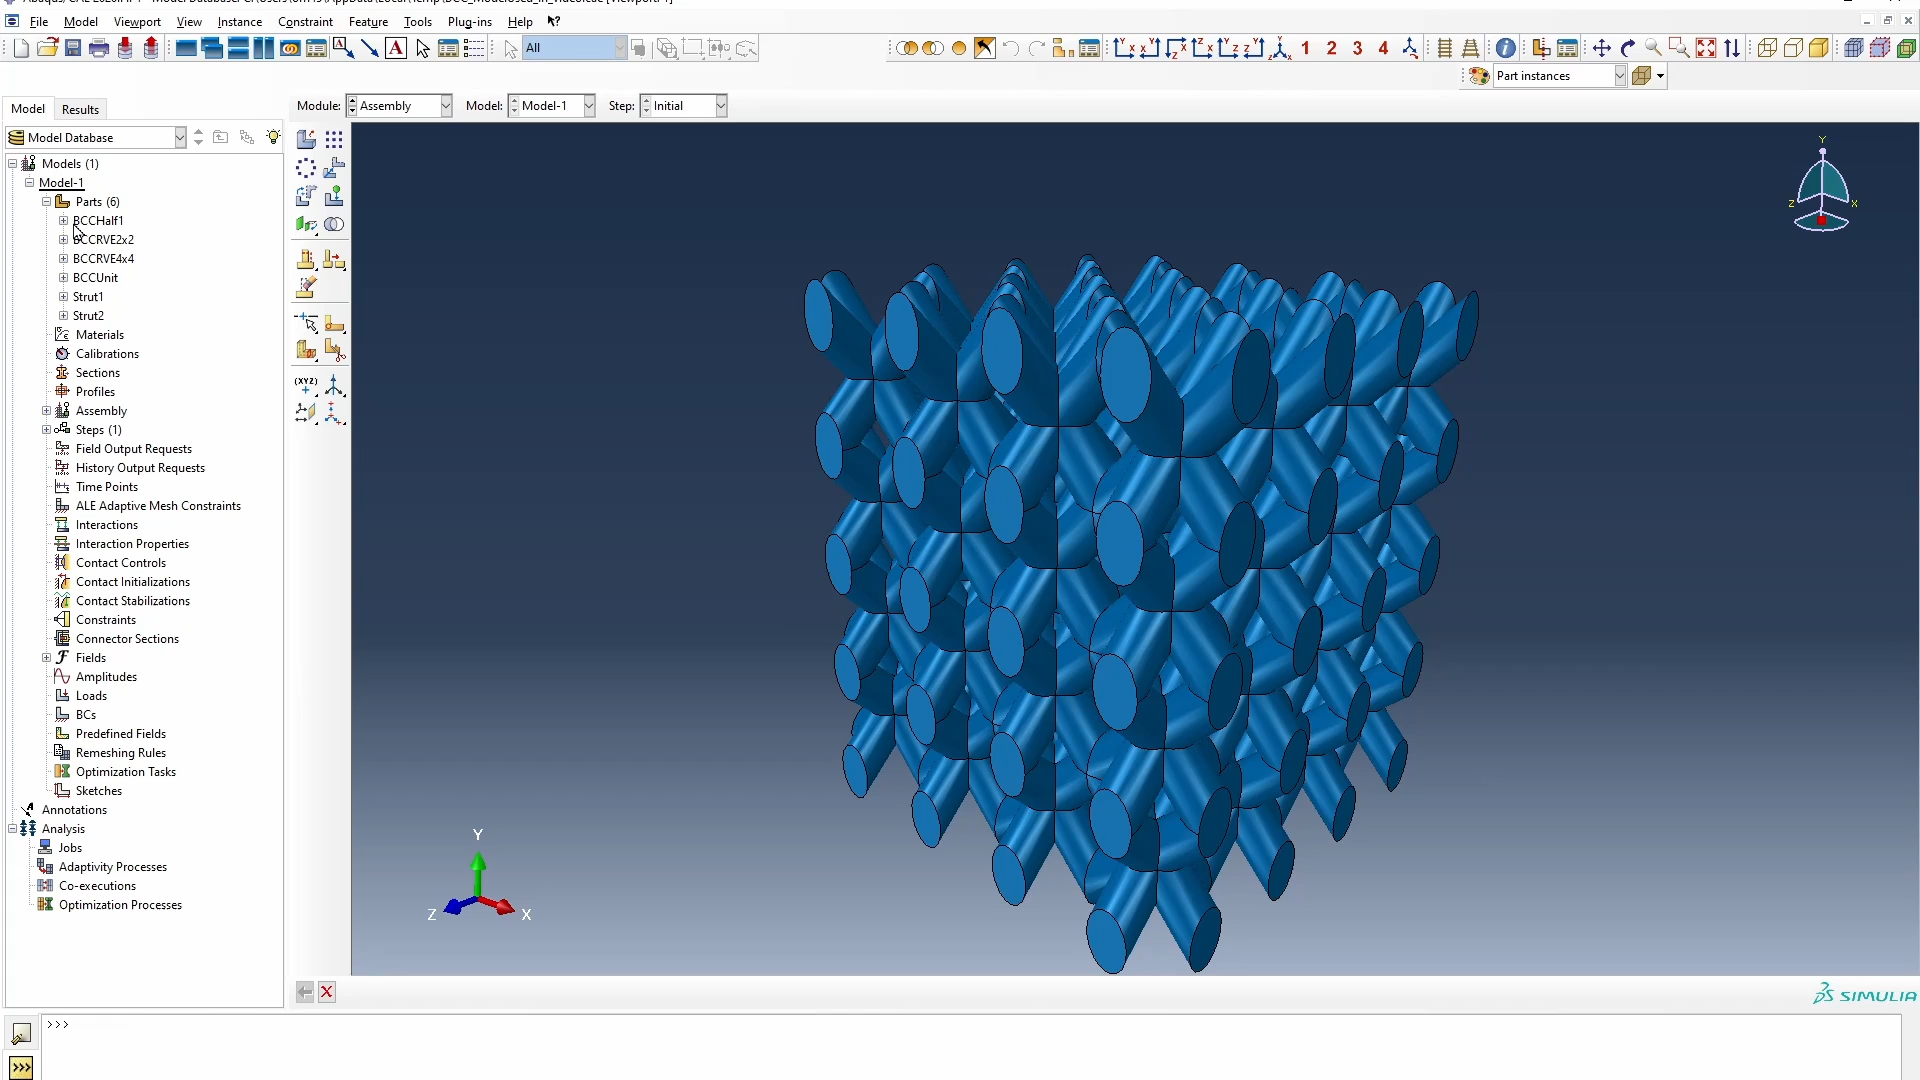 File Model Viewport View Instance Constraint Feature Tools Plug-ins Help
All
1 2 3 4
Part instances
Model Results
Module: Assembly Model: Model-1 Step: Initial
Model Database
Models (1)
Model-1
Parts (6)
BCCHalf1
BCCRVE2x2
BCCRVE4x4
BCCUnit
Strut1
Strut2
Materials
Calibrations
Sections
Profiles
Assembly
Steps (1)
Field Output Requests
History Output Requests
Time Points
ALE Adaptive Mesh Constraints
Interactions
Interaction Properties
Contact Controls
Contact Initializations
Contact Stabilizations
Constraints
Connector Sections
Fields
Amplitudes
Loads
BCs
Predefined Fields
Remeshing Rules
Optimization Tasks
Sketches
Annotations
Analysis
Jobs
Adaptivity Processes
Co-executions
Optimization Processes
(XYZ)
Y
Z X
Y
Z X
SIMULIA
>>>
>>>